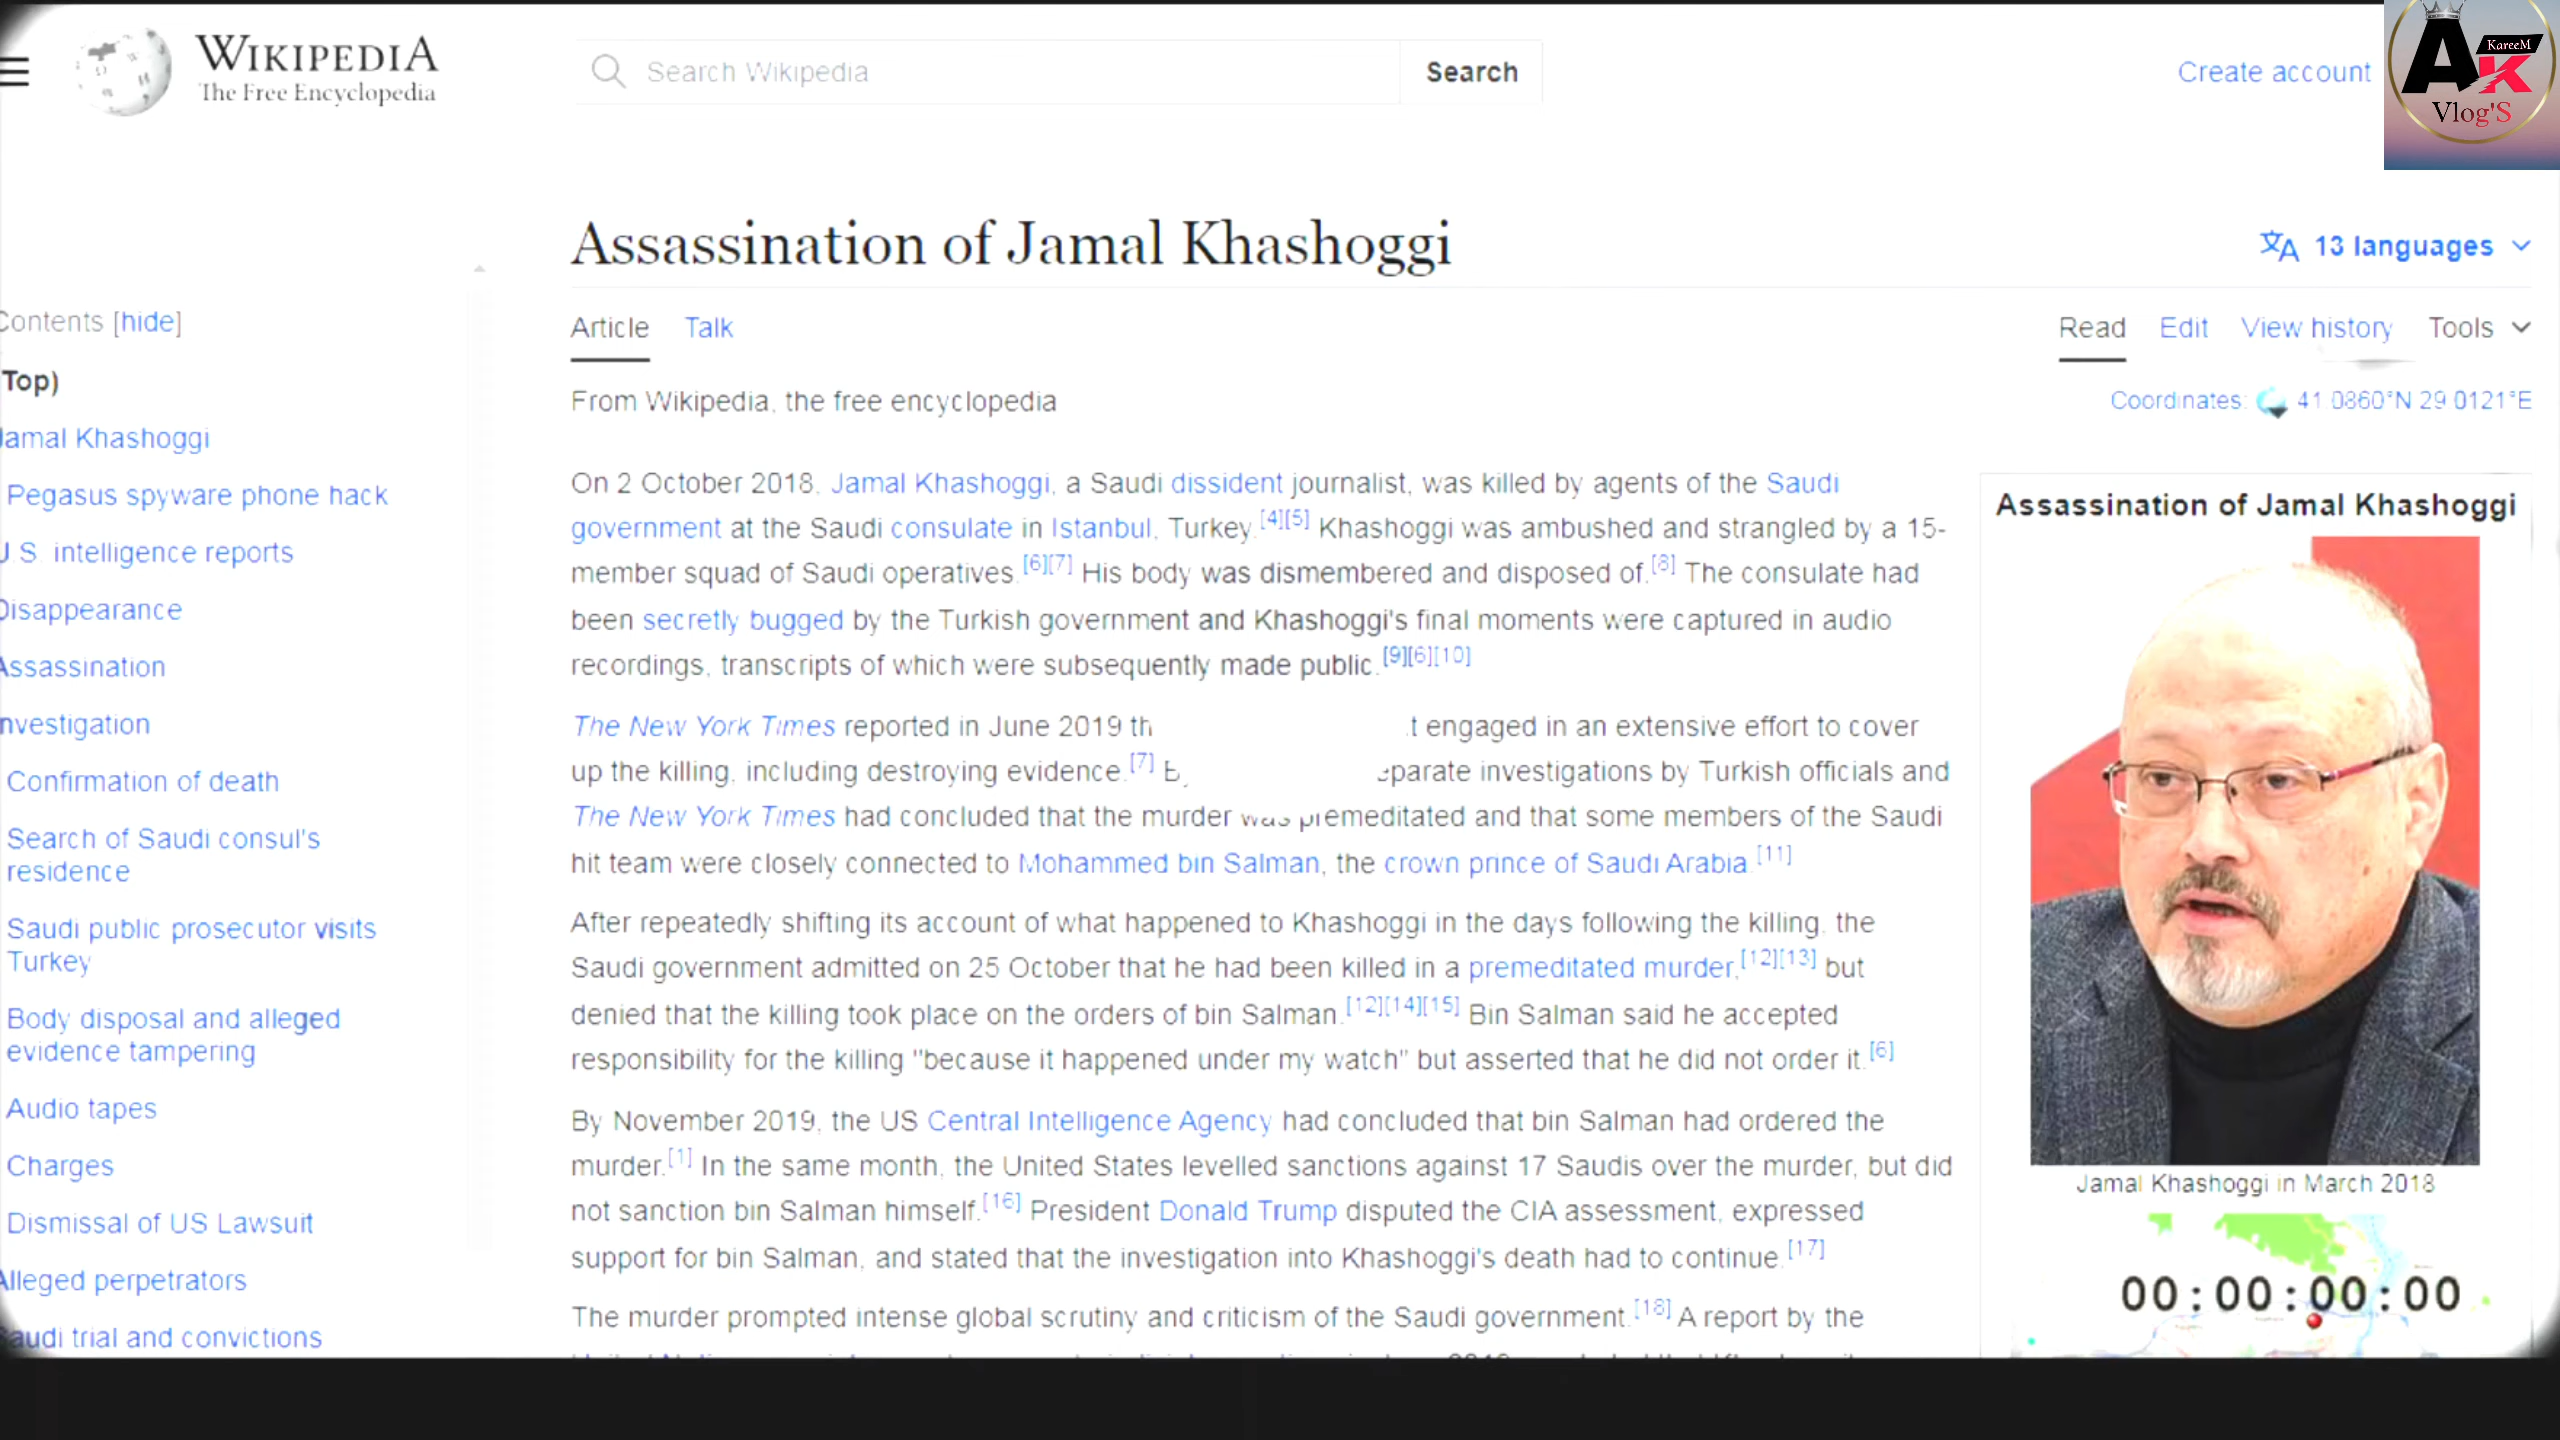 WIKIPEDIA
The Free Encyclopedia
Search Wikipedia
Search
Create account
KareeM
AK
Vlog'S
Assassination of Jamal Khashoggi
13 languages
Article Talk
Read Edit View history Tools
From Wikipedia, the free encyclopedia
Coordinates: 41 0860°N 29 0121°E
Contents [hide]
Top)
Jamal Khashoggi
Pegasus spyware phone hack
U S intelligence reports
Disappearance
Assassination
nvestigation
Confirmation of death
Search of Saudi consul's
residence
Saudi public prosecutor visits
Turkey
Body disposal and alleged
evidence tampering
Audio tapes
Charges
Dismissal of US Lawsuit
Alleged perpetrators
Saudi trial and convictions
On 2 October 2018, Jamal Khashoggi, a Saudi dissident journalist, was killed by agents of the Saudi
government at the Saudi consulate in Istanbul, Turkey.[4][5] Khashoggi was ambushed and strangled by a 15-
member squad of Saudi operatives.[6][7] His body was dismembered and disposed of.[8] The consulate had
been secretly bugged by the Turkish government and Khashoggi's final moments were captured in audio
recordings, transcripts of which were subsequently made public.[9][6][10]
The New York Times reported in June 2019 th t engaged in an extensive effort to cover
up the killing, including destroying evidence.[7] By eparate investigations by Turkish officials and
The New York Times had concluded that the murder was premeditated and that some members of the Saudi
hit team were closely connected to Mohammed bin Salman, the crown prince of Saudi Arabia.[11]
After repeatedly shifting its account of what happened to Khashoggi in the days following the killing, the
Saudi government admitted on 25 October that he had been killed in a premeditated murder,[12][13] but
denied that the killing took place on the orders of bin Salman.[12][14][15] Bin Salman said he accepted
responsibility for the killing "because it happened under my watch" but asserted that he did not order it.[6]
By November 2019, the US Central Intelligence Agency had concluded that bin Salman had ordered the
murder.[1] In the same month, the United States levelled sanctions against 17 Saudis over the murder, but did
not sanction bin Salman himself.[16] President Donald Trump disputed the CIA assessment, expressed
support for bin Salman, and stated that the investigation into Khashoggi's death had to continue.[17]
The murder prompted intense global scrutiny and criticism of the Saudi government.[18] A report by the
Assassination of Jamal Khashoggi
Jamal Khashoggi in March 2018
00:00:00:00